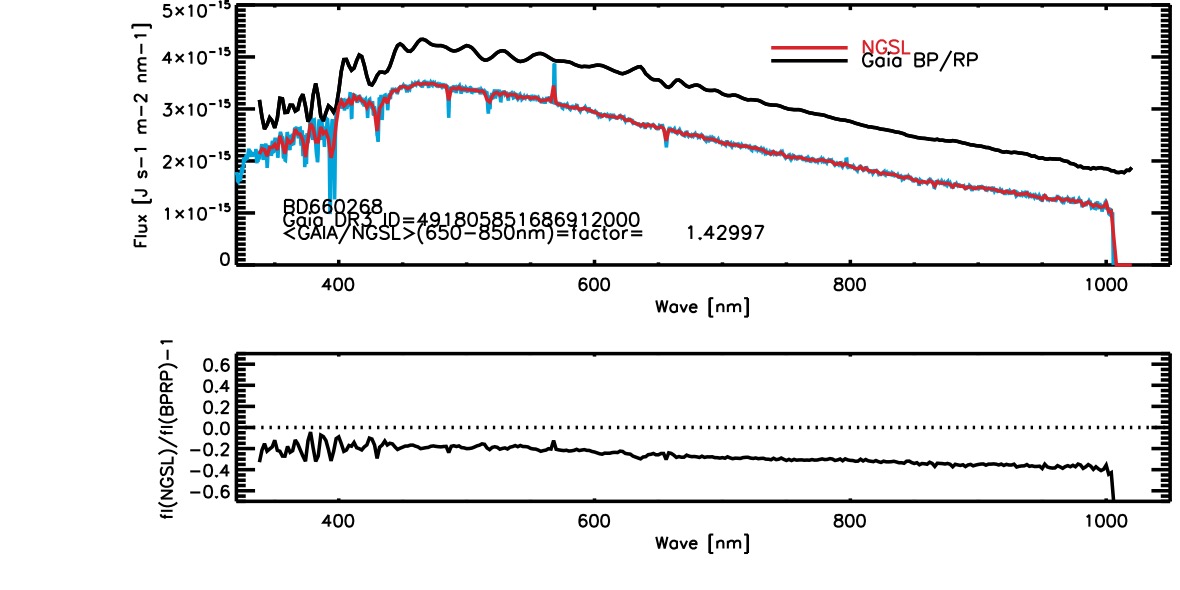 5×10−15
4×10−15
3×10−15
2×10−15
1×10−15
0
Flux [J s−1 m−2 nm−1]
NGSL
Gaia BP/RP
BD660268
Gaia DR3 ID=491805851686912000
<GAIA/NGSL>(650−850nm)=factor= 1.42997
400 600 800 1000
Wave [nm]
0.6
0.4
0.2
0.0
−0.2
−0.4
−0.6
fl(NGSL)/fl(BPRP)−1
400 600 800 1000
Wave [nm]